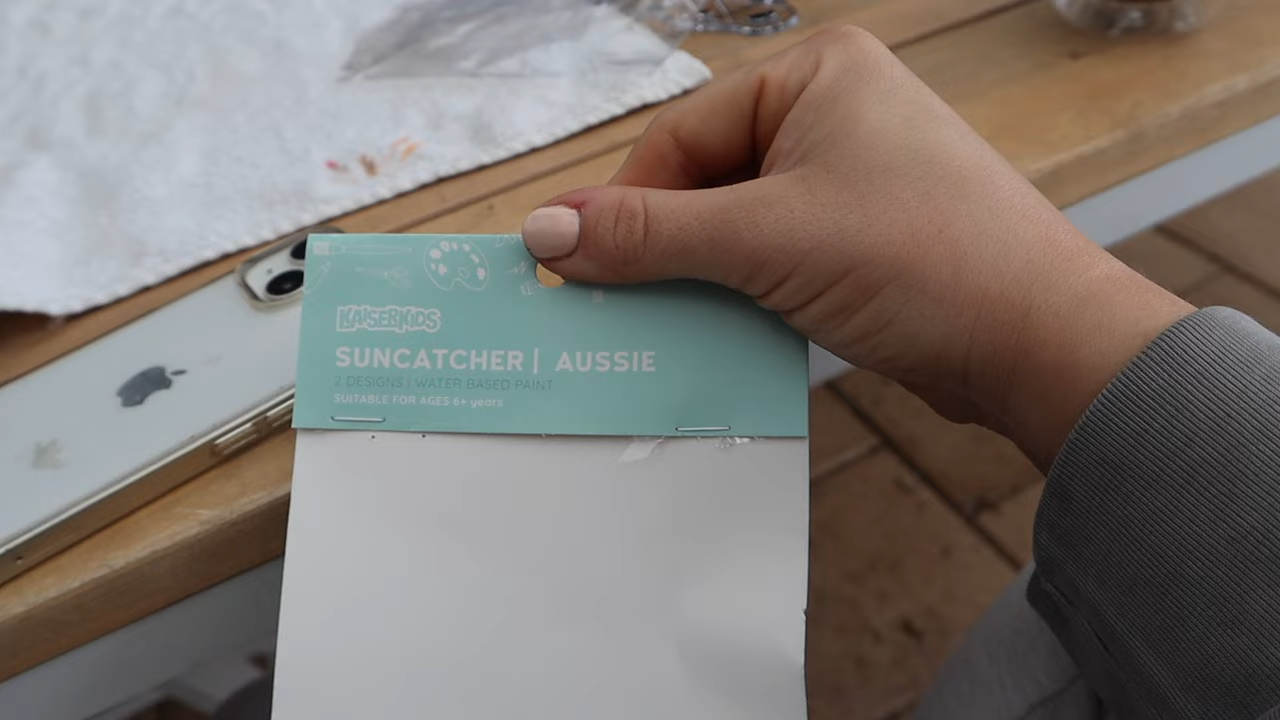 KAISERKIDS
SUNCATCHER | AUSSIE
2 DESIGNS | WATER BASED PAINT
SUITABLE FOR AGES 6+ years